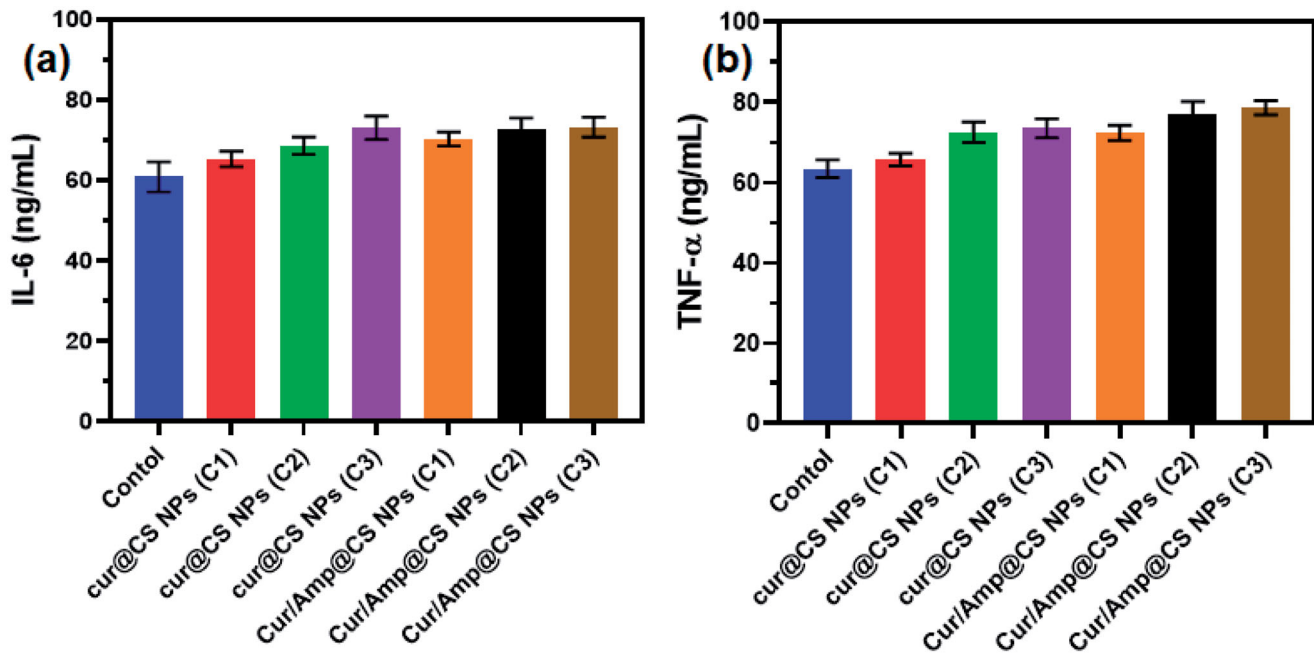 (a)
IL-6 (ng/mL)
100
80
60
40
20
0
Contol
cur@CS NPs (C1)
cur@CS NPs (C2)
cur@CS NPs (C3)
Cur/Amp@CS NPs (C1)
Cur/Amp@CS NPs (C2)
Cur/Amp@CS NPs (C3)
(b)
TNF-α (ng/mL)
100
80
60
40
20
0
Contol
cur@CS NPs (C1)
cur@CS NPs (C2)
cur@CS NPs (C3)
Cur/Amp@CS NPs (C1)
Cur/Amp@CS NPs (C2)
Cur/Amp@CS NPs (C3)